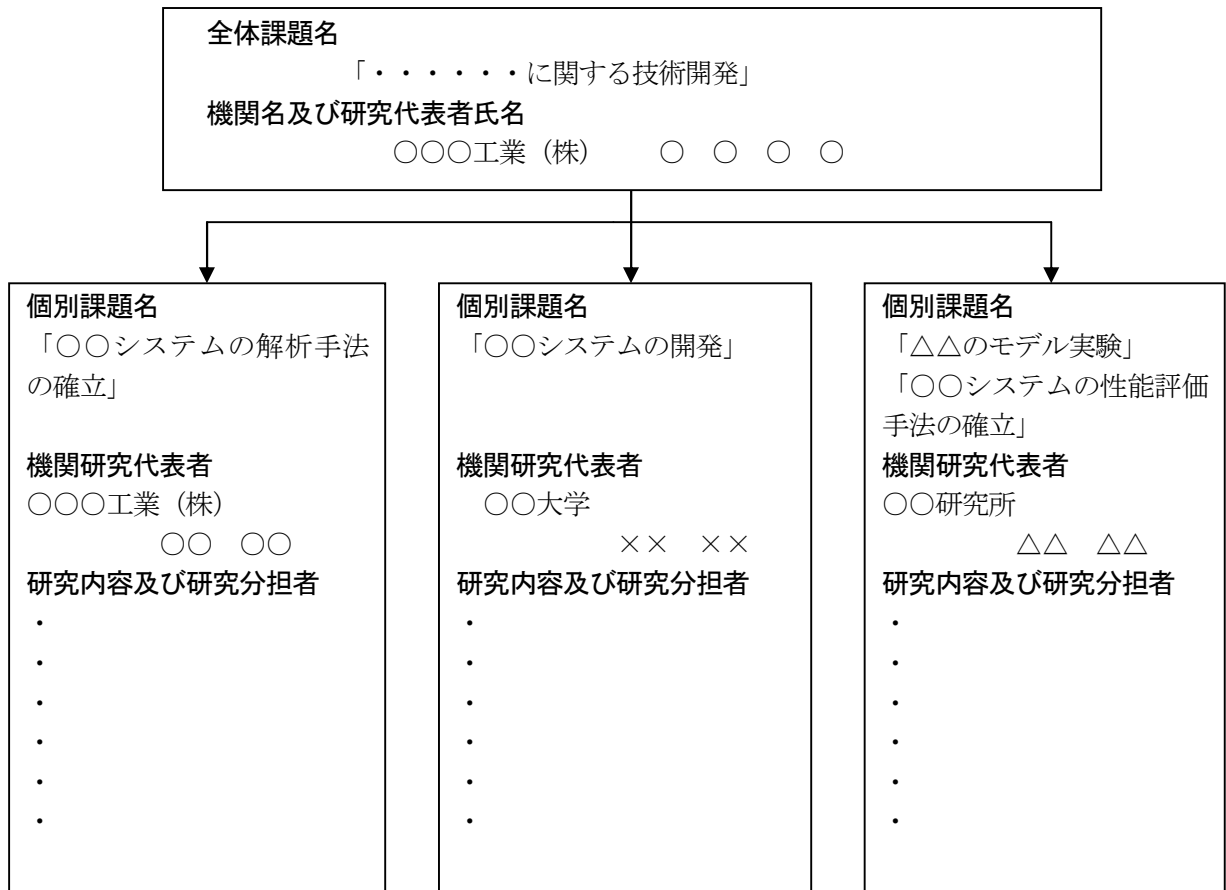 全体課題名
「・・・・・・に関する技術開発」
機関名及び研究代表者氏名
○○○工業（株）　　○　○　○　○
個別課題名
「○○システムの解析手法
の確立」
機関研究代表者
○○○工業（株）
○○　○○
研究内容及び研究分担者
・
・
・
・
・
・
個別課題名
「○○システムの開発」
機関研究代表者
○○大学
××　××
研究内容及び研究分担者
・
・
・
・
・
・
個別課題名
「△△のモデル実験」
「○○システムの性能評価
手法の確立」
機関研究代表者
○○研究所
△△　△△
研究内容及び研究分担者
・
・
・
・
・
・